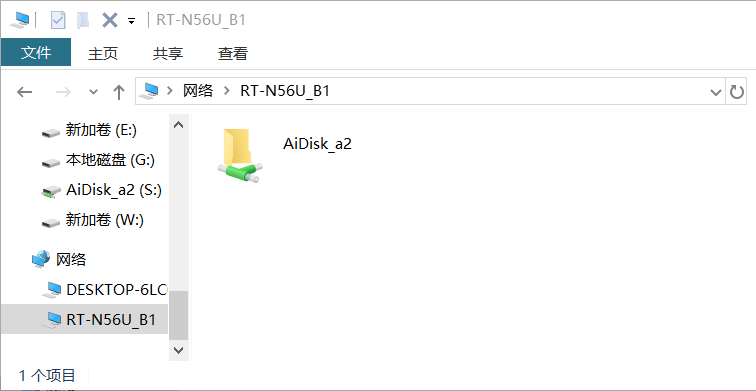 RT-N56U_B1
文件 主页 共享 查看
网络 RT-N56U_B1
新加卷 (E:)
本地磁盘 (G:)
AiDisk_a2 (S:)
新加卷 (W:)
网络
DESKTOP-6LC
RT-N56U_B1
AiDisk_a2
1 个项目